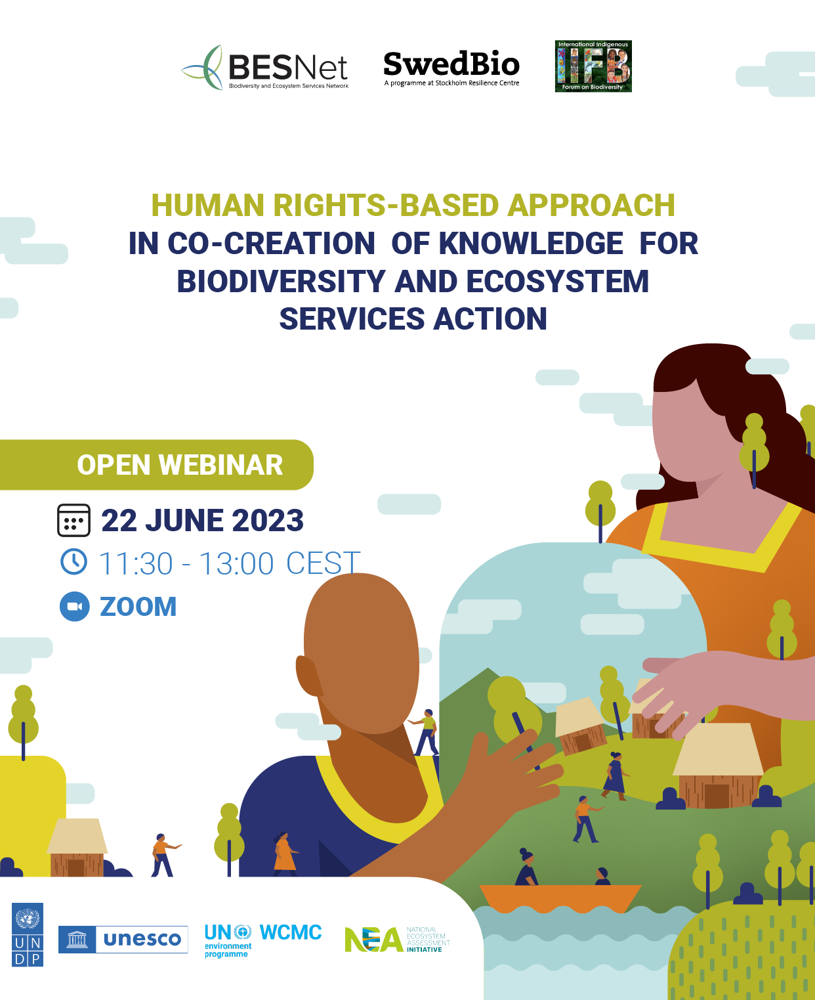 BESNet
Biodiversity and Ecosystem Services Network
SwedBio
A programme at Stockholm Resilience Centre
International Indigenous
IIFB
Forum on Biodiversity
HUMAN RIGHTS-BASED APPROACH
IN CO-CREATION OF KNOWLEDGE FOR
BIODIVERSITY AND ECOSYSTEM
SERVICES ACTION
OPEN WEBINAR
22 JUNE 2023
11:30 - 13:00 CEST
ZOOM
UN
DP
unesco
UN WCMC
environment
programme
NEA
NATIONAL
ECOSYSTEM
ASSESSMENT
INITIATIVE